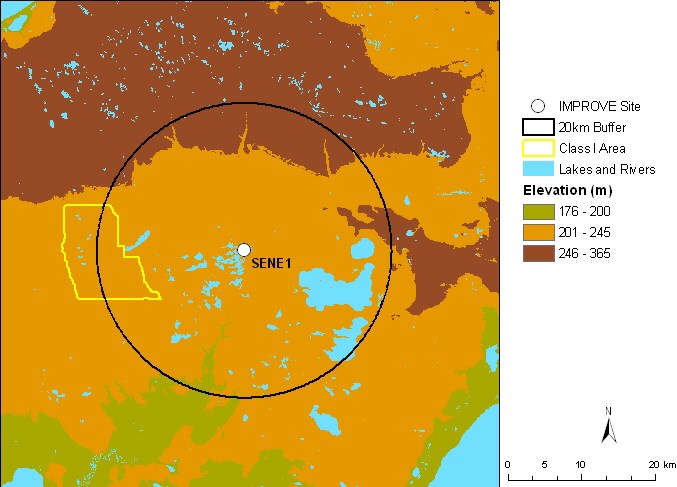 SENE1
IMPROVE Site
20km Buffer
Class I Area
Lakes and Rivers
Elevation (m)
176 - 200
201 - 245
246 - 365
N
0 5 10 20 km